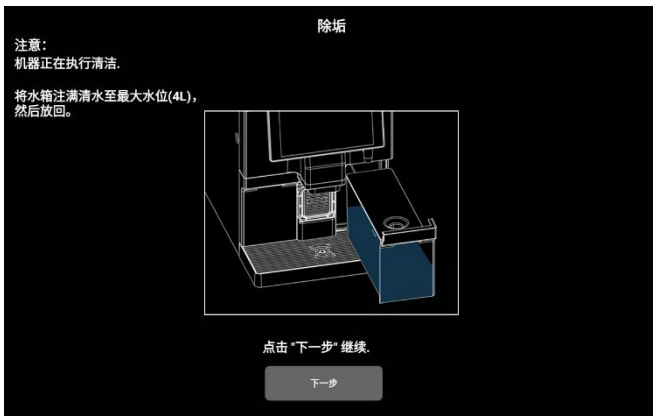 除垢
注意：
机器正在执行清洁.
将水箱注满清水至最大水位(4L)，
然后放回。
点击 "下一步" 继续.
下一步